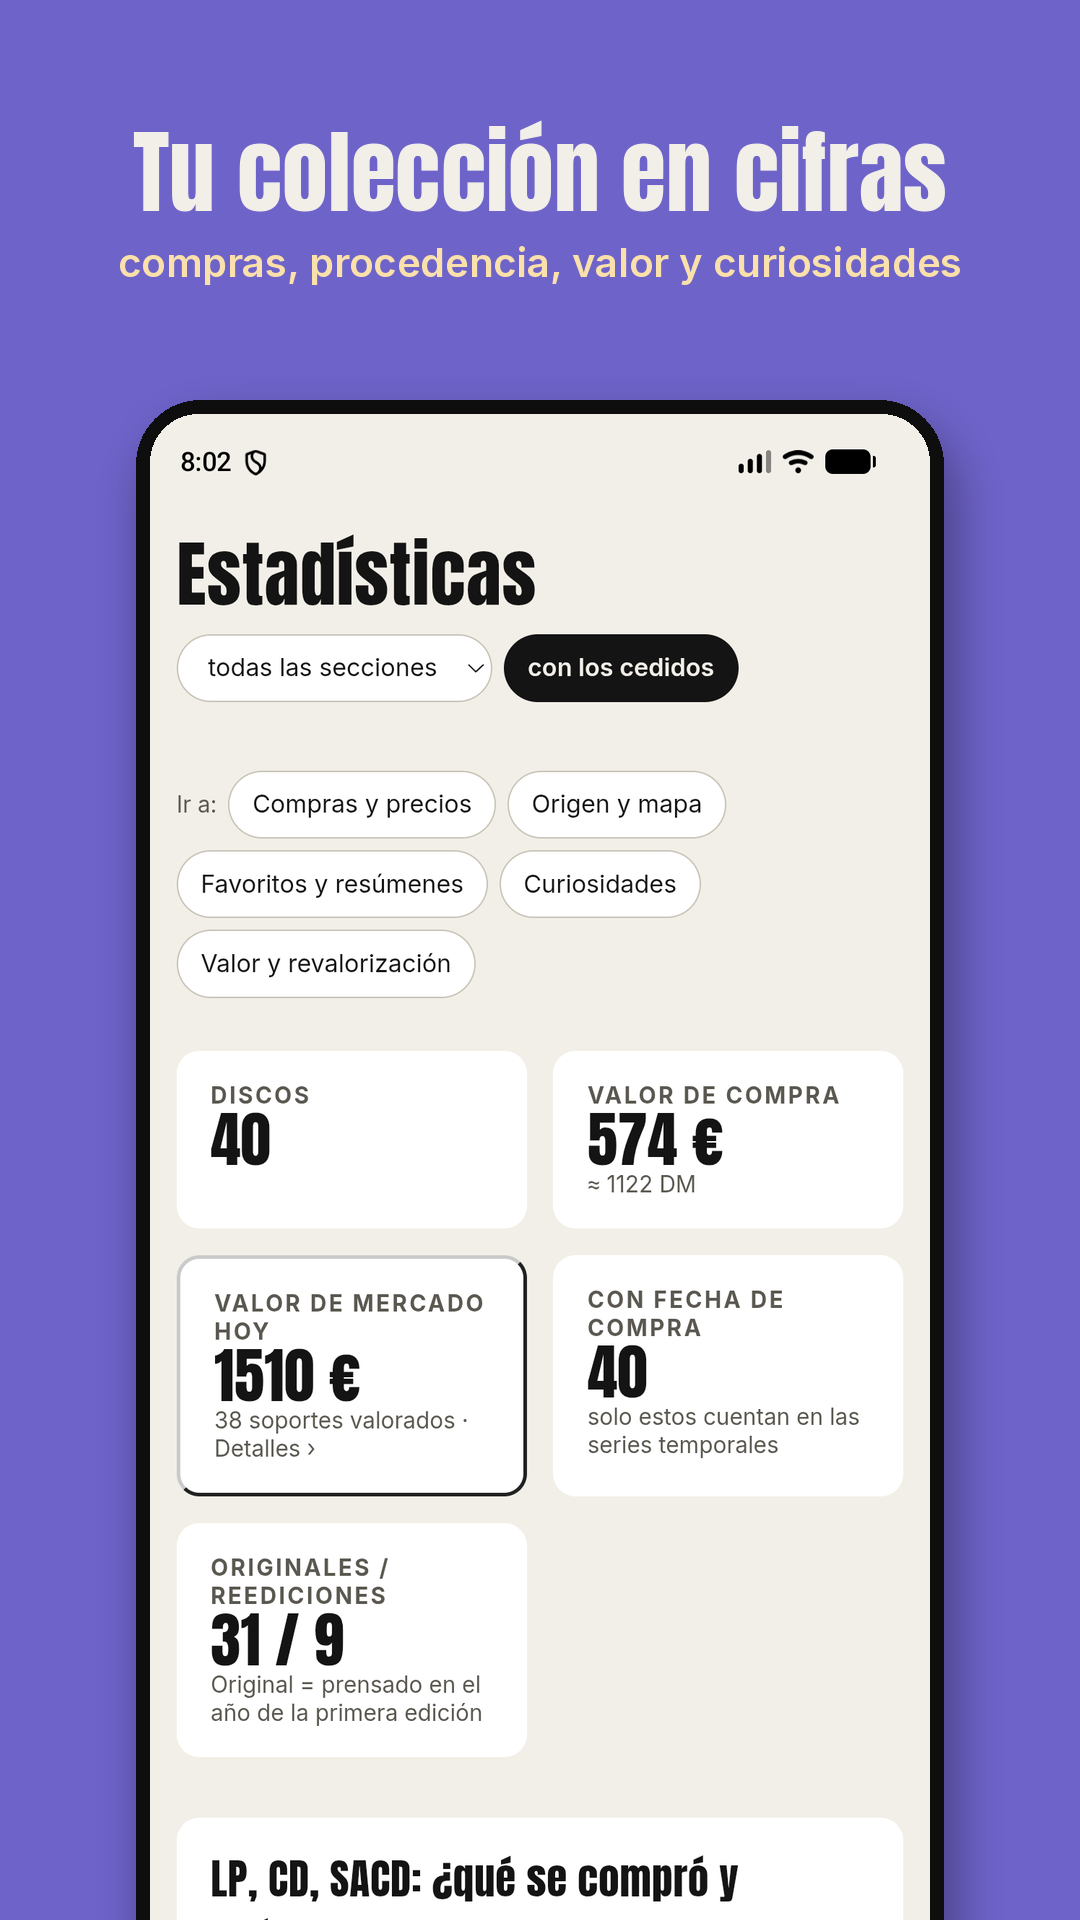 Tu colección en cifras
compras, procedencia, valor y curiosidades
8:02
Estadísticas
todas las secciones
con los cedidos
Ir a:
Compras y precios
Origen y mapa
Favoritos y resúmenes
Curiosidades
Valor y revalorización
DISCOS
40
VALOR DE COMPRA
574 €
≈ 1122 DM
VALOR DE MERCADO
HOY
1510 €
38 soportes valorados ·
Detalles ›
CON FECHA DE
COMPRA
40
solo estos cuentan en las
series temporales
ORIGINALES /
REEDICIONES
31 / 9
Original = prensado en el
año de la primera edición
LP, CD, SACD: ¿qué se compró y